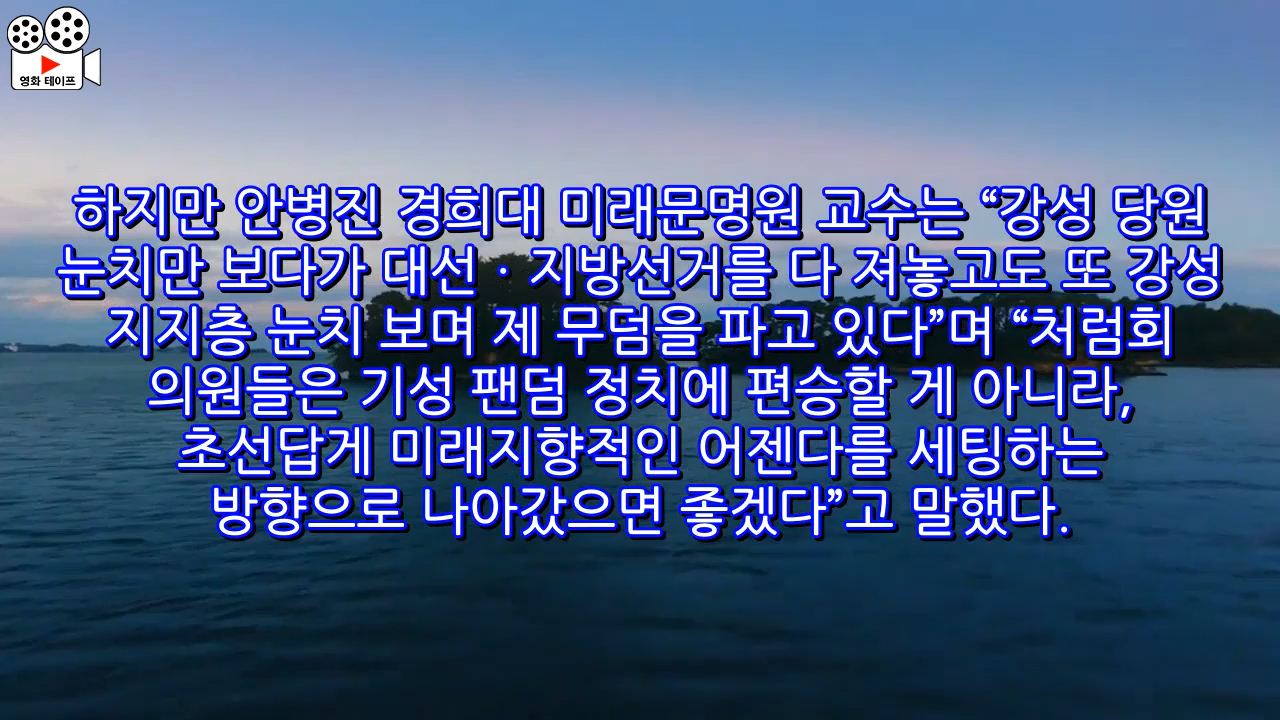 영화 테이프
하지만 안병진 경희대 미래문명원 교수는 “강성 당원
눈치만 보다가 대선·지방선거를 다 져놓고도 또 강성
지지층 눈치 보며 제 무덤을 파고 있다”며 “처럼회
의원들은 기성 팬덤 정치에 편승할 게 아니라,
초선답게 미래지향적인 어젠다를 세팅하는
방향으로 나아갔으면 좋겠다”고 말했다.